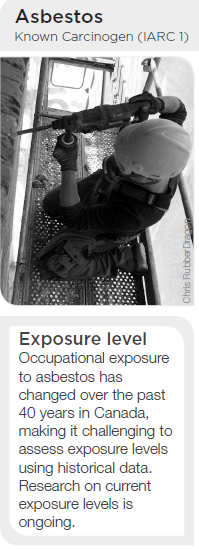 Asbestos
Known Carcinogen (IARC 1)
Chris RubberDragon
Exposure level
Occupational exposure
to asbestos has
changed over the past
40 years in Canada,
making it challenging to
assess exposure levels
using historical data.
Research on current
exposure levels is
ongoing.